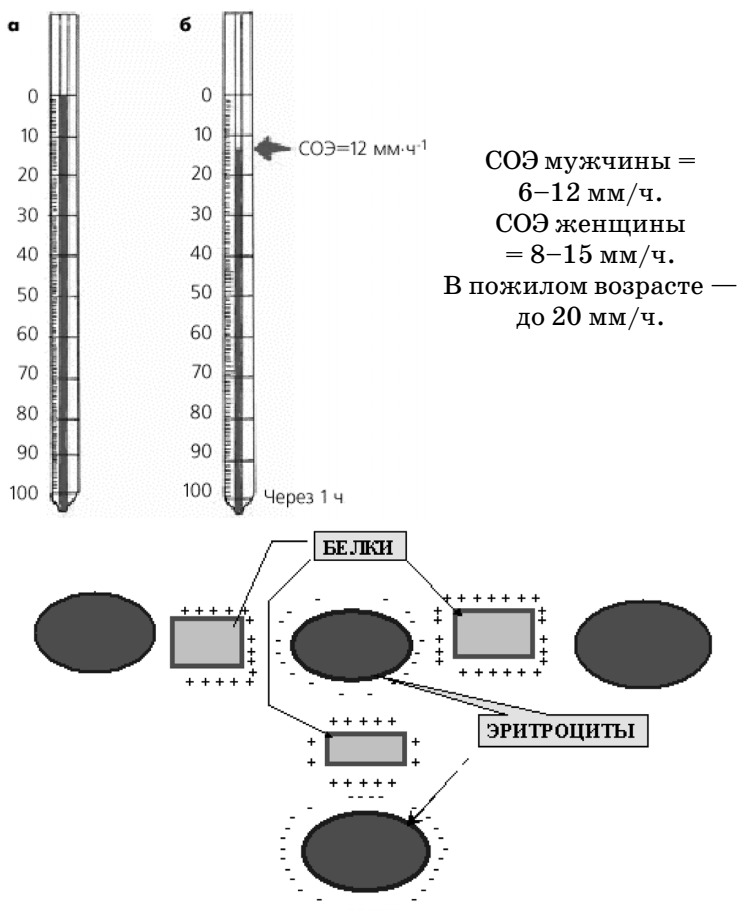 а
б
0
10
20
30
40
50
60
70
80
90
100
0
10
20
30
40
50
60
70
80
90
100
СОЭ=12 мм·ч⁻¹
Через 1 ч
СОЭ мужчины =
6–12 мм/ч.
СОЭ женщины
= 8–15 мм/ч.
В пожилом возрасте —
до 20 мм/ч.
БЕЛКИ
ЭРИТРОЦИТЫ